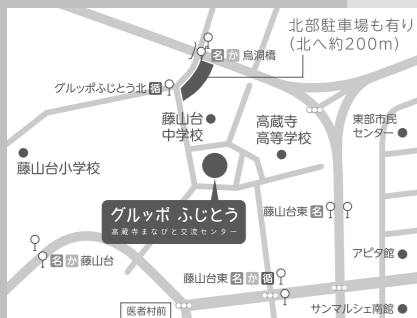 北部駐車場も有り
(北へ約200m)
名 か 烏洞橋
グルッポふじとう北 循
藤山台
中学校
高蔵寺
高等学校
東部市民
センター
藤山台小学校
グルッポ ふじとう
高蔵寺まなびと交流センター
藤山台東 名
名 か 藤山台
アピタ館
藤山台東 名 か 循
医者村前
サンマルシェ南館